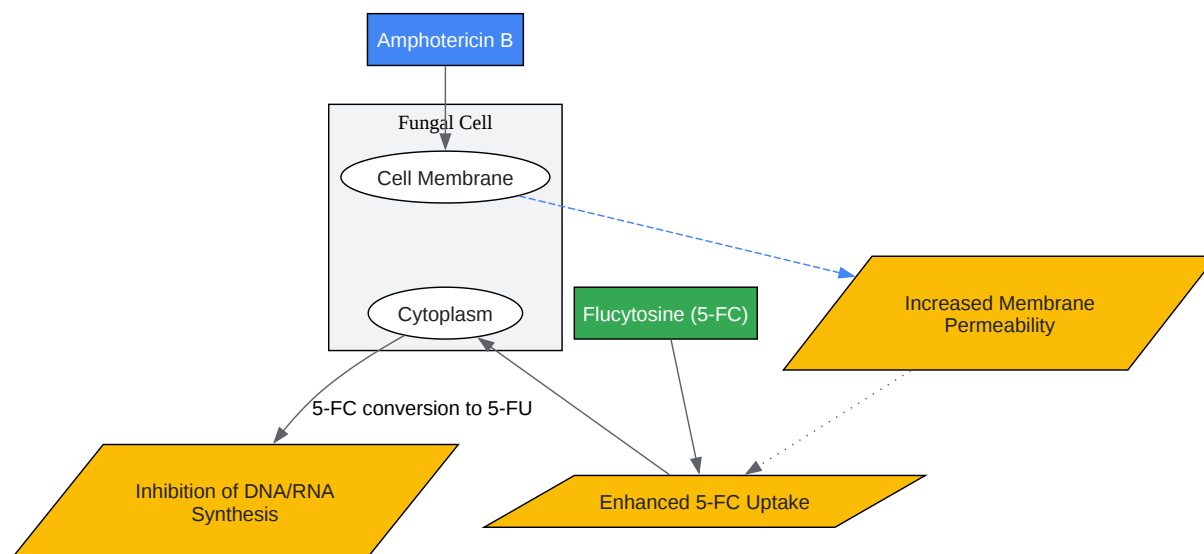 Amphotericin B
Fungal Cell
Cell Membrane
Increased Membrane
Permeability
Cytoplasm
Flucytosine (5-FC)
5-FC conversion to 5-FU
Inhibition of DNA/RNA
Synthesis
Enhanced 5-FC Uptake